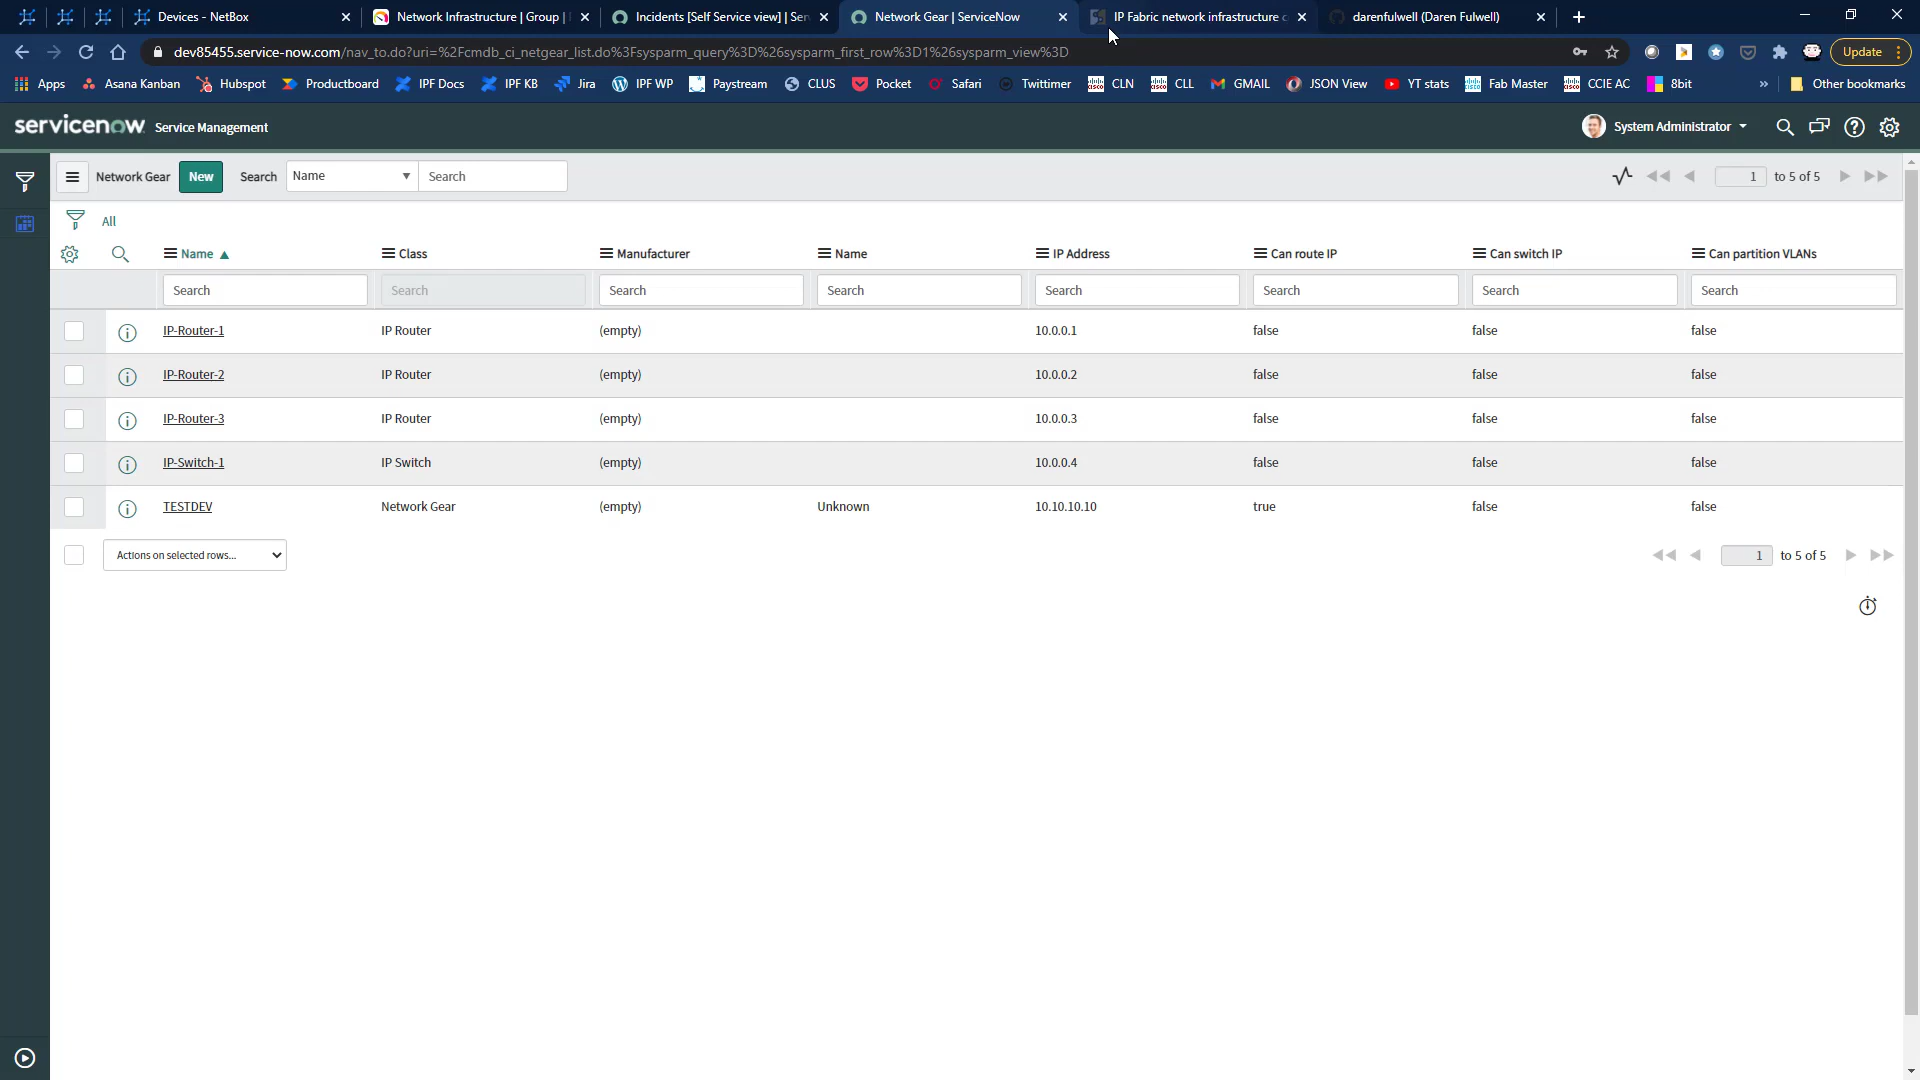 Devices - NetBox
Network Infrastructure | Group |
Incidents [Self Service view] | Ser
Network Gear | ServiceNow
IP Fabric network infrastructure c
darenfulwell (Daren Fulwell)
dev85455.service-now.com/nav_to.do?uri=%2Fcmdb_ci_netgear_list.do%3Fsysparm_query%3D%26sysparm_first_row%3D1%26sysparm_view%3D
Update
Apps Asana Kanban Hubspot Productboard IPF Docs IPF KB Jira IPF WP Paystream CLUS Pocket Safari Twittimer CLN CLL GMAIL JSON View YT stats Fab Master CCIE AC 8bit » Other bookmarks
servicenow Service Management
System Administrator
Network Gear New Search Name Search
1 to 5 of 5
All
Name Class Manufacturer Name IP Address Can route IP Can switch IP Can partition VLANs
Search Search Search Search Search Search Search Search
IP-Router-1 IP Router (empty) 10.0.0.1 false false false
IP-Router-2 IP Router (empty) 10.0.0.2 false false false
IP-Router-3 IP Router (empty) 10.0.0.3 false false false
IP-Switch-1 IP Switch (empty) 10.0.0.4 false false false
TESTDEV Network Gear (empty) Unknown 10.10.10.10 true false false
Actions on selected rows...
1 to 5 of 5